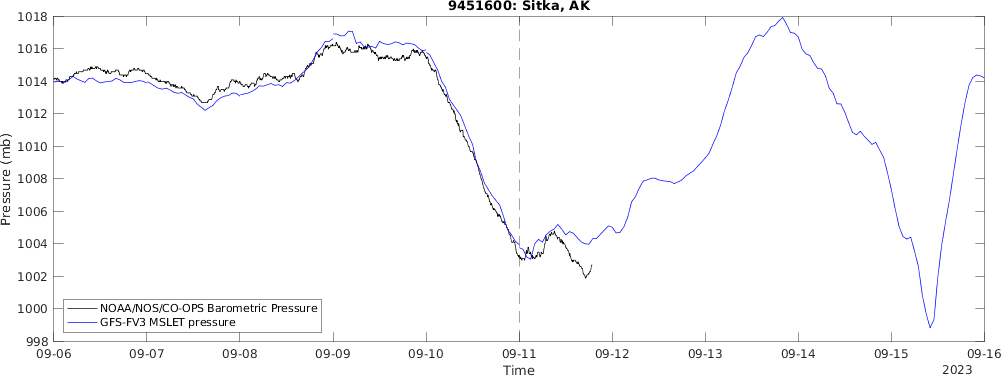 9451600: Sitka, AK
Pressure (mb)
1018
1016
1014
1012
1010
1008
1006
1004
1002
1000
998
NOAA/NOS/CO-OPS Barometric Pressure
GFS-FV3 MSLET pressure
09-06 09-07 09-08 09-09 09-10 09-11 09-12 09-13 09-14 09-15 09-16
Time
2023